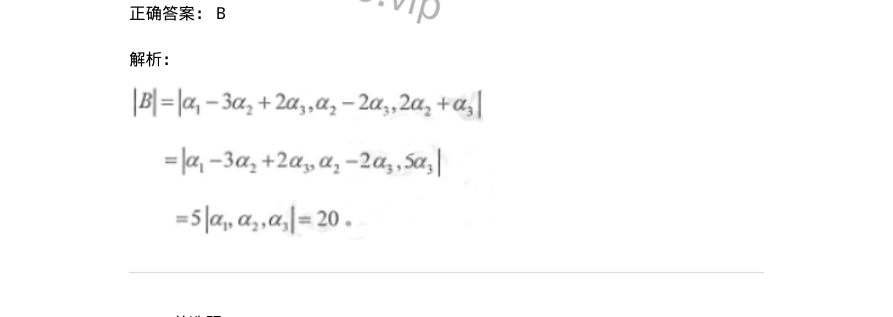 .vip
正确答案： B
解析：
|B|=|α₁−3α₂+2α₃,α₂−2α₃,2α₂+α₃|
=|α₁−3α₂+2α₃,α₂−2α₃,5α₃|
=5|α₁,α₂,α₃|=20 。